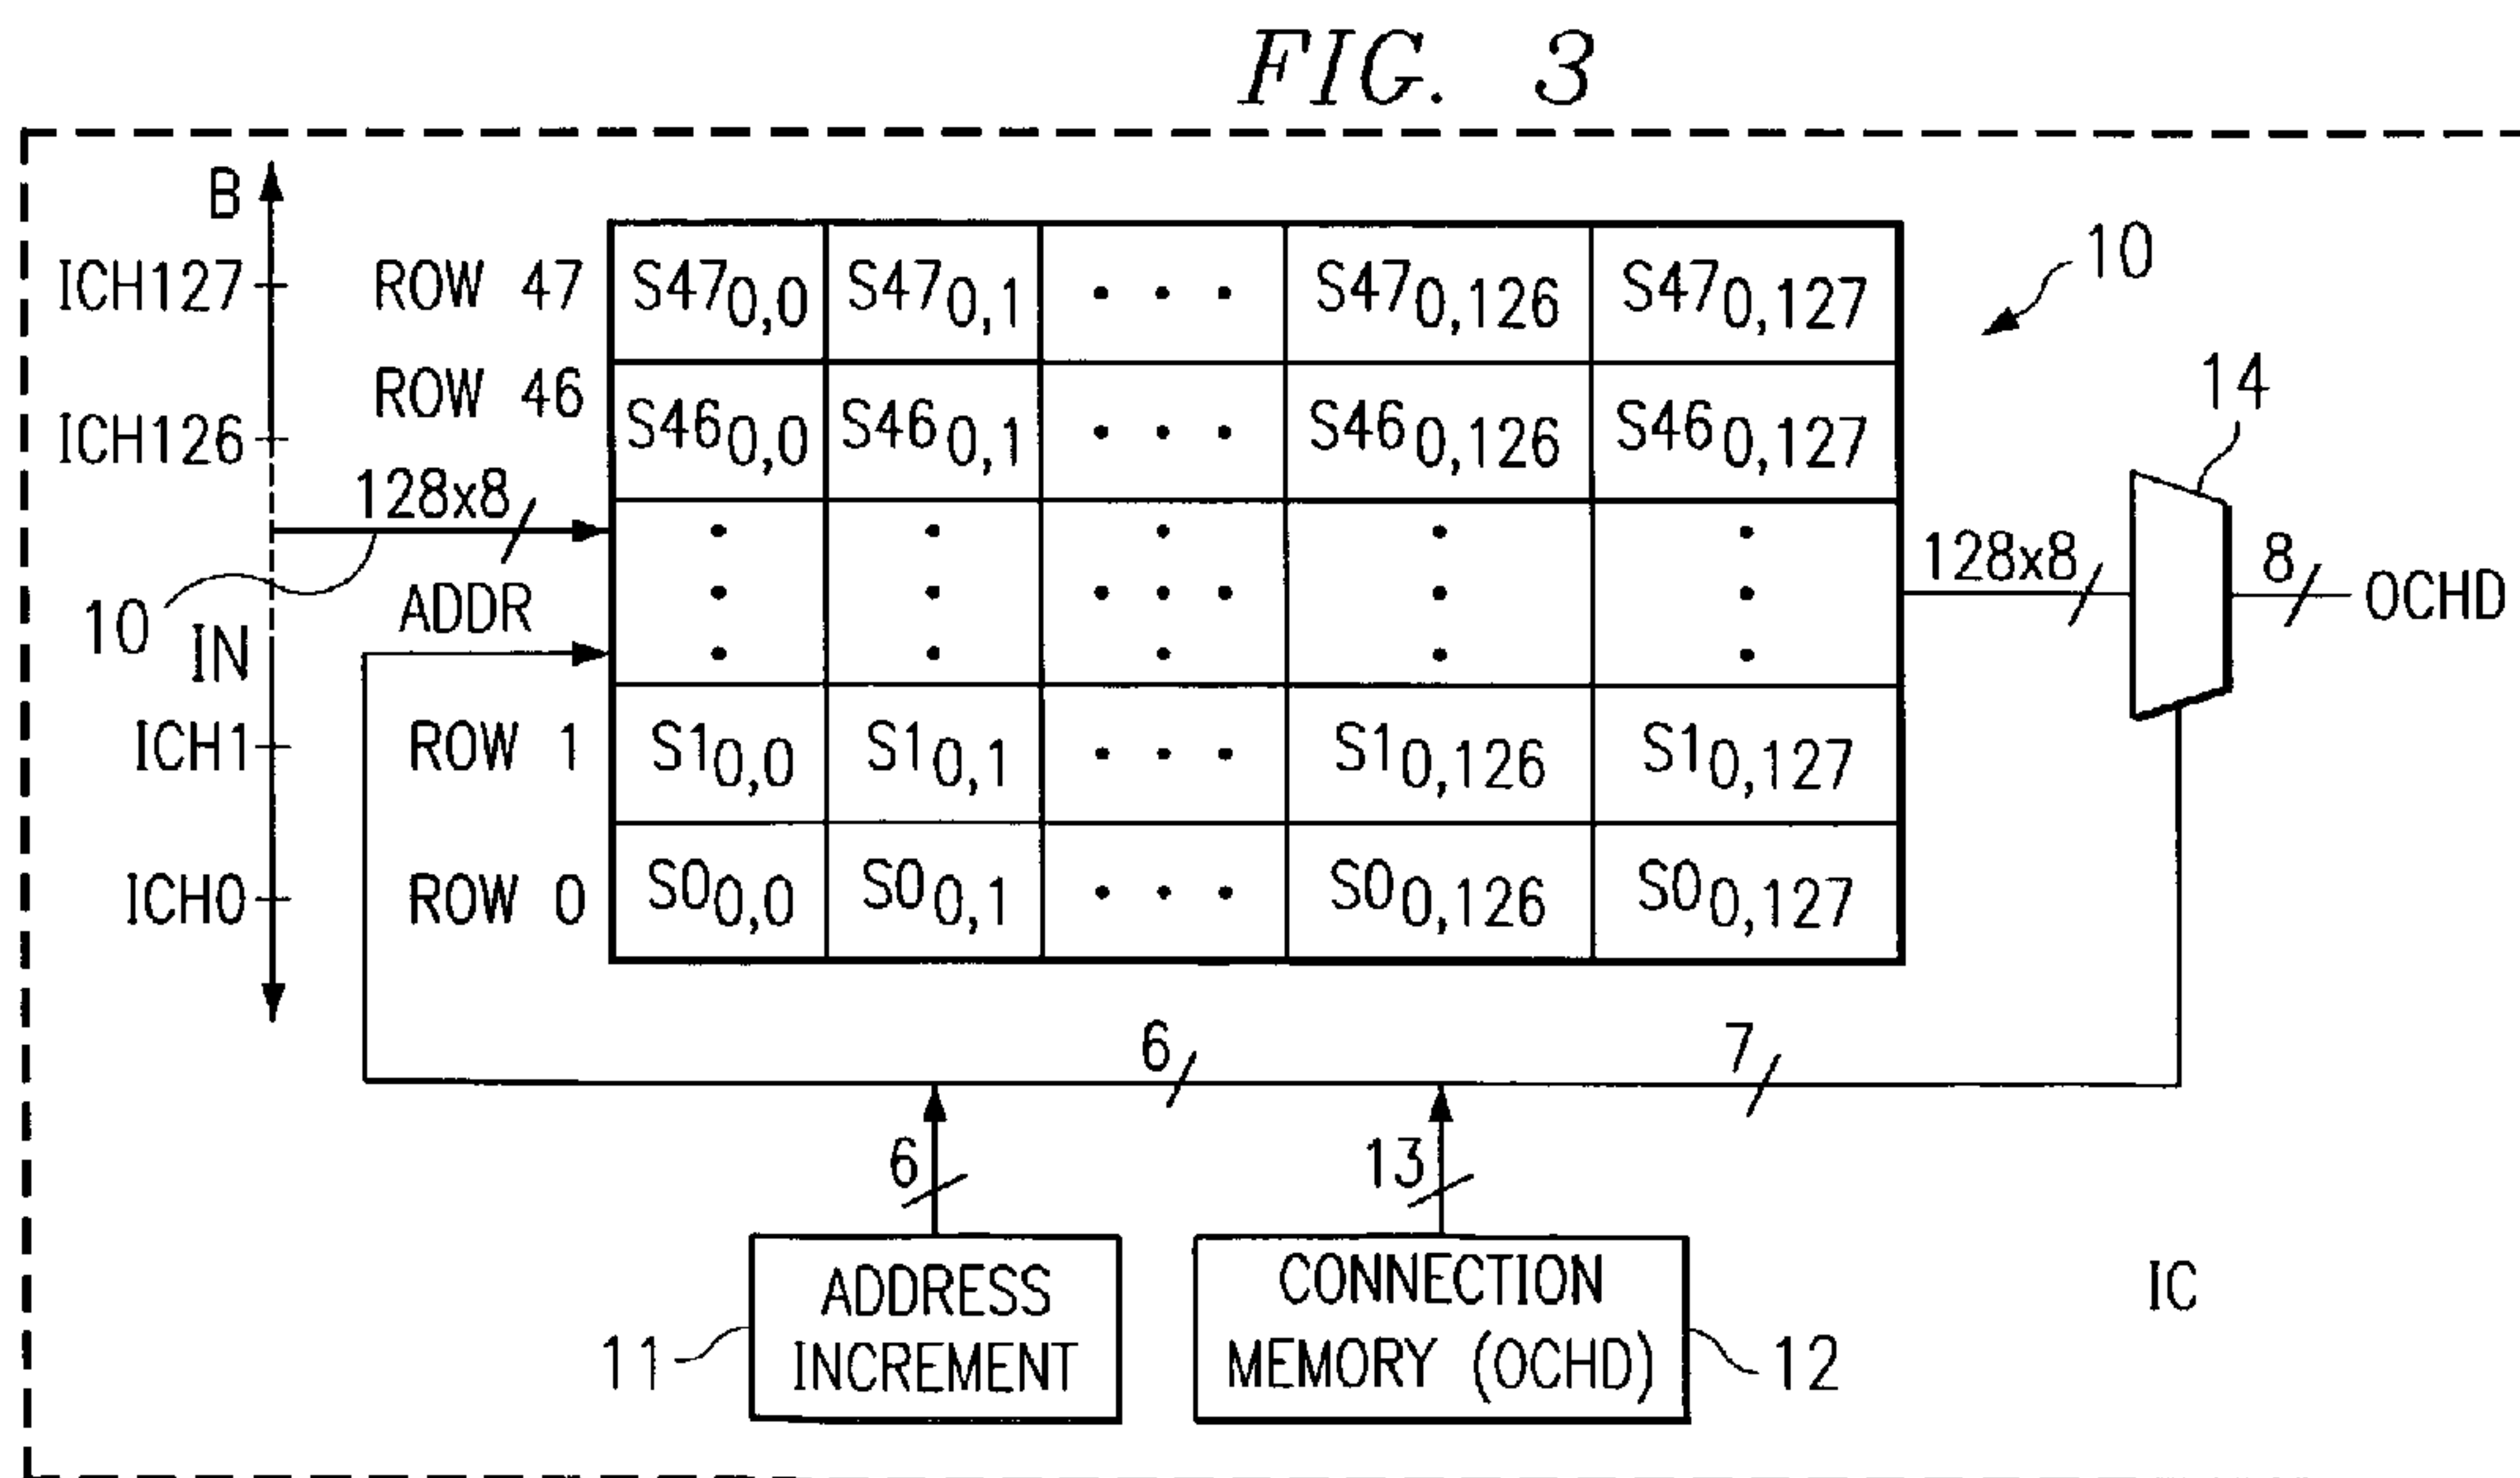 FIG. 3
B
10
ICH127
ROW 47
S47 0,0
S47 0,1
S47 0,126
S47 0,127
14
ICH126
ROW 46
S46 0,0
S46 0,1
S46 0,126
S46 0,127
128x8
128x8
8
OCHD
10
ADDR
IN
ICH1
ROW 1
S1 0,0
S1 0,1
S1 0,126
S1 0,127
ICH0
ROW 0
S0 0,0
S0 0,1
S0 0,126
S0 0,127
6
7
6
13
ADDRESS
INCREMENT
11
CONNECTION
MEMORY (OCHD)
12
IC